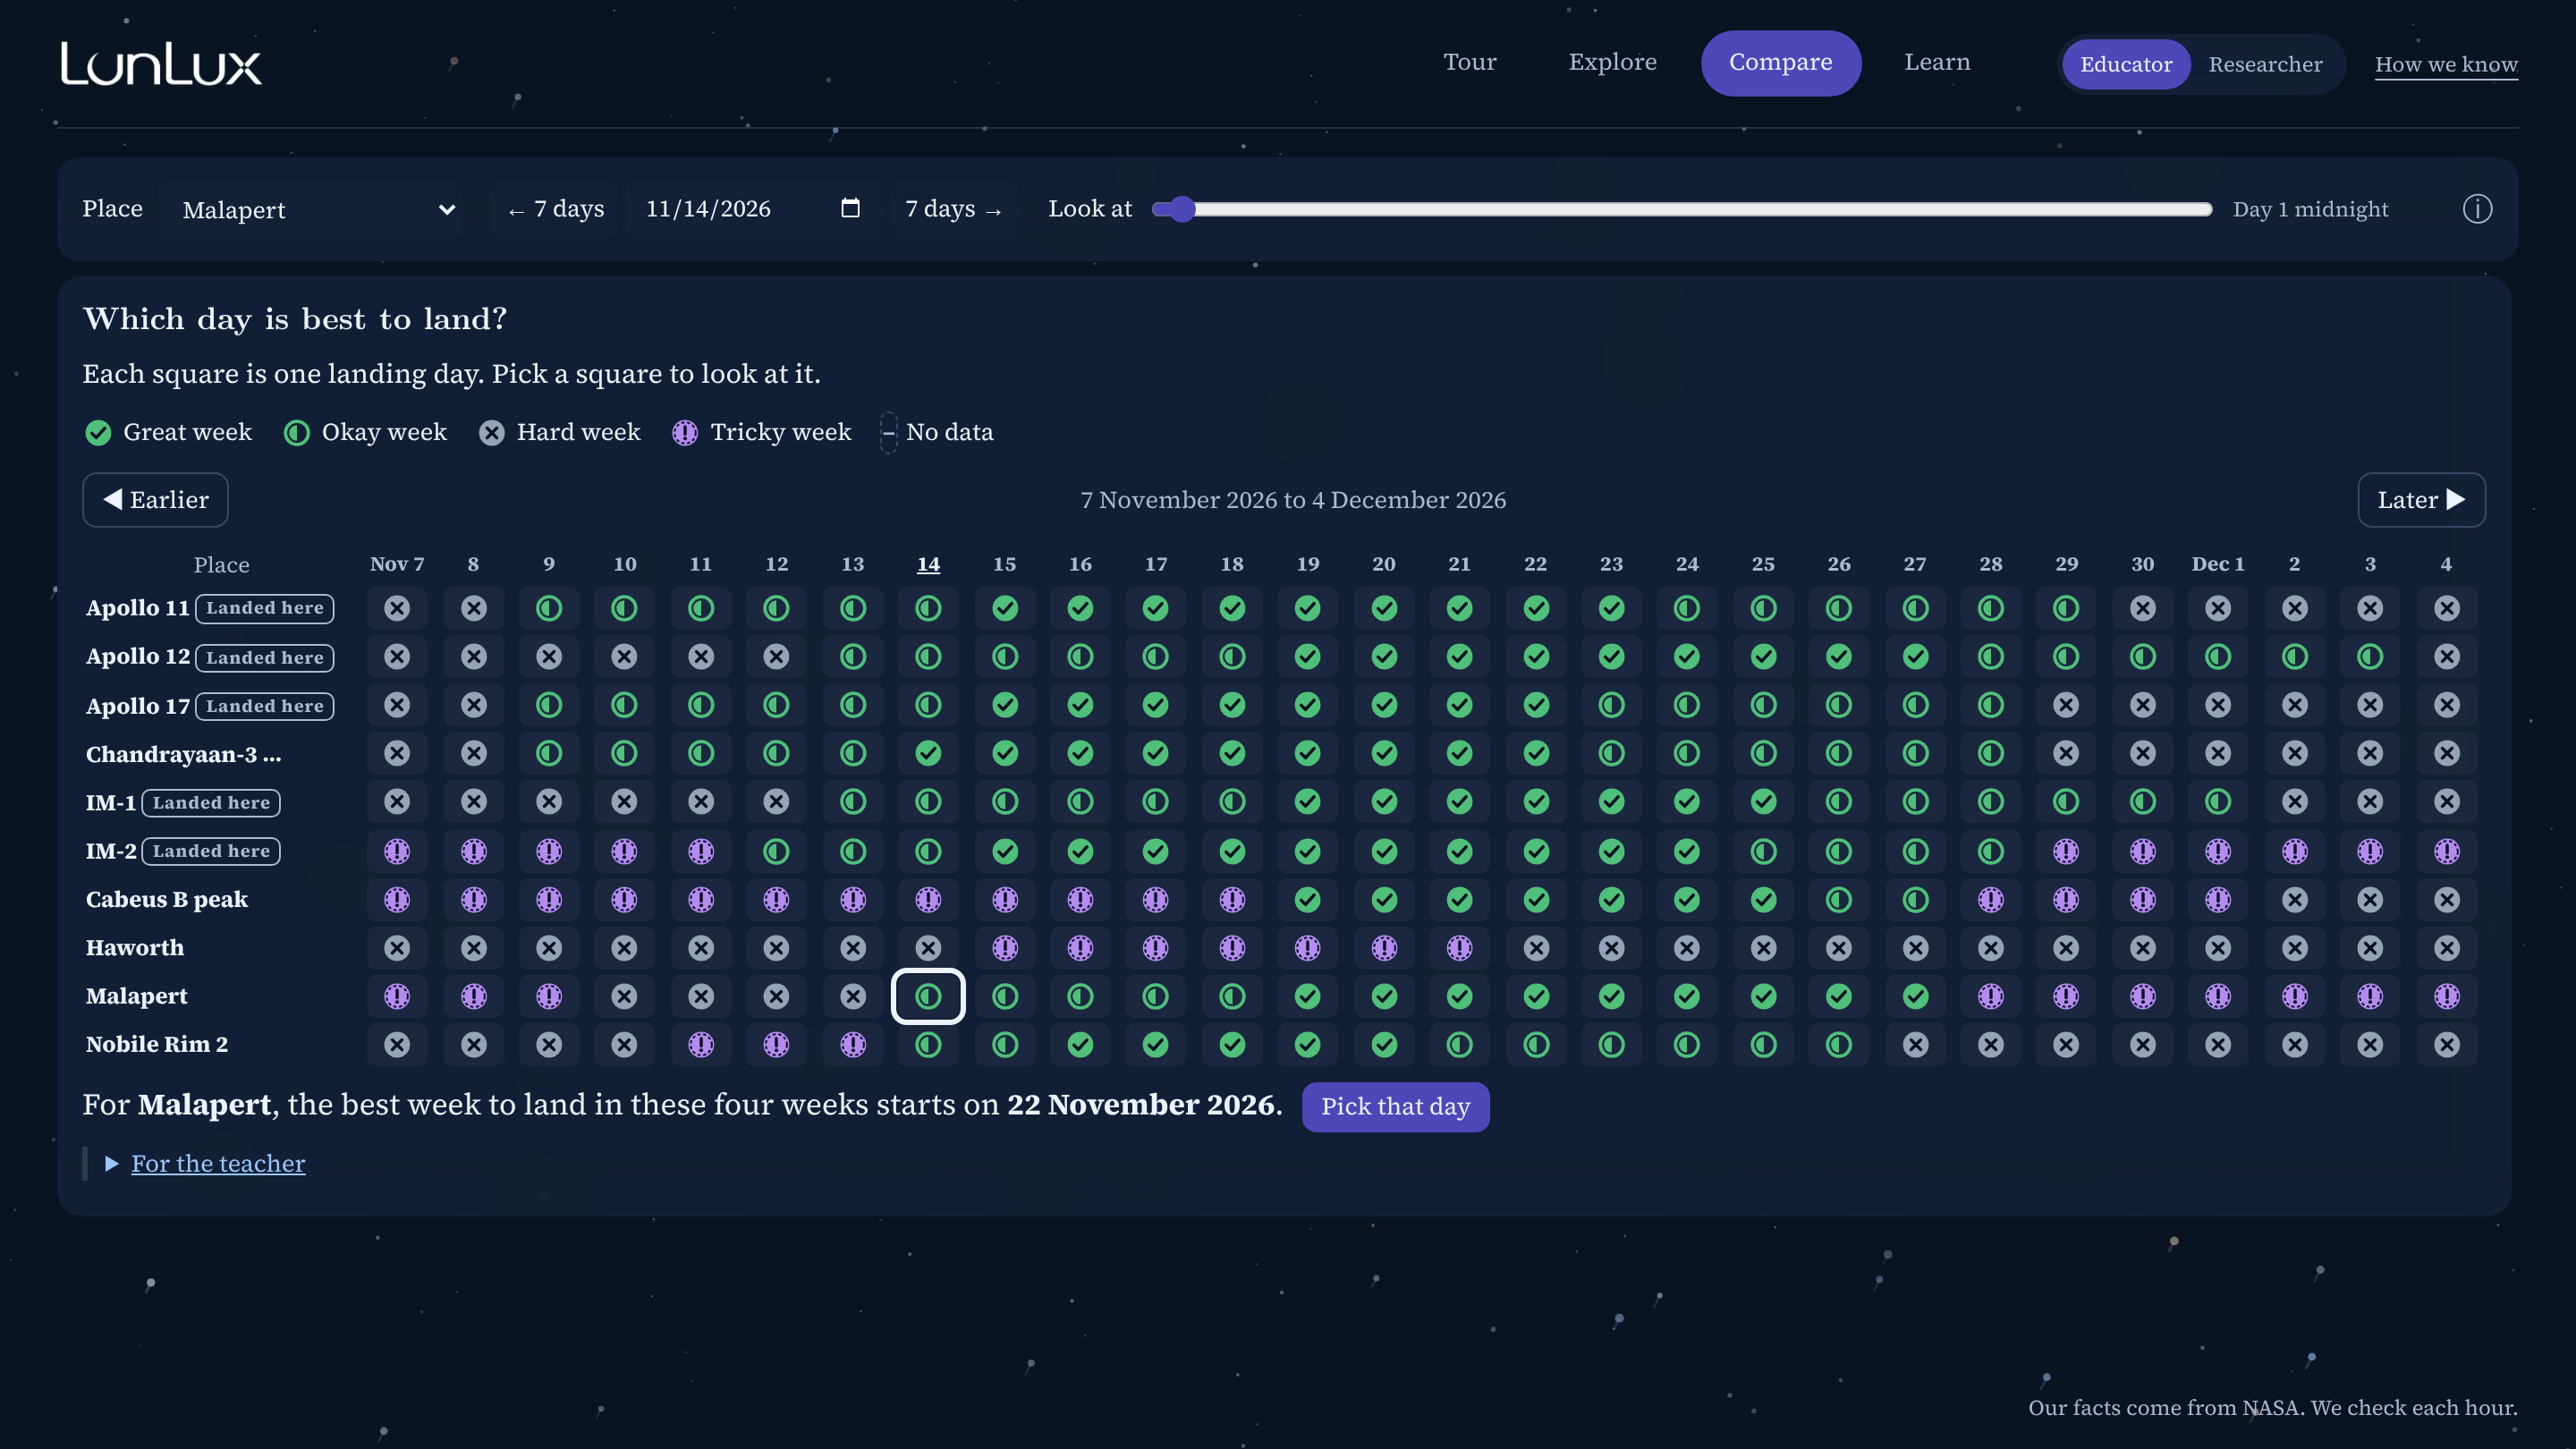 LunLux
Tour Explore Compare Learn Educator Researcher How we know
Place Malapert ← 7 days 11/14/2026 7 days → Look at Day 1 midnight
Which day is best to land?
Each square is one landing day. Pick a square to look at it.
Great week Okay week Hard week Tricky week – No data
◀ Earlier 7 November 2026 to 4 December 2026 Later ▶
Place Nov 7 8 9 10 11 12 13 14 15 16 17 18 19 20 21 22 23 24 25 26 27 28 29 30 Dec 1 2 3 4
Apollo 11 Landed here
Apollo 12 Landed here
Apollo 17 Landed here
Chandrayaan-3 ...
IM-1 Landed here
IM-2 Landed here
Cabeus B peak
Haworth
Malapert
Nobile Rim 2
For Malapert, the best week to land in these four weeks starts on 22 November 2026. Pick that day
▶ For the teacher
Our facts come from NASA. We check each hour.